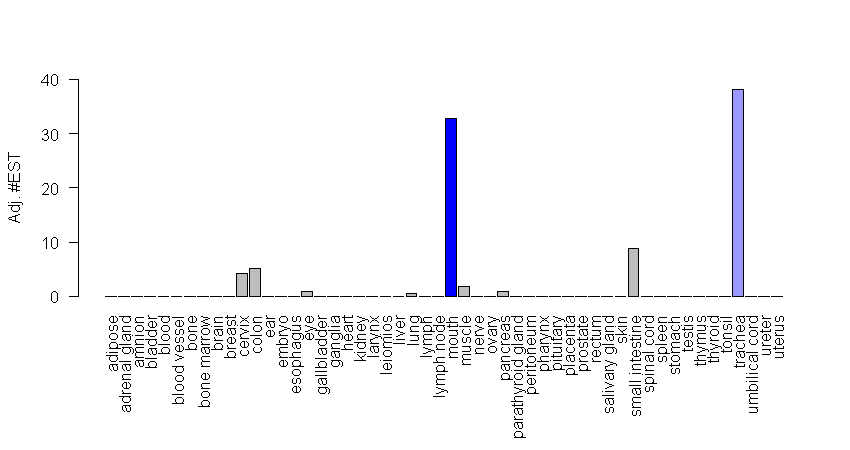 Adj. #EST
40
30
20
10
0
adipose
adrenal gland
amnion
bladder
blood
blood vessel
bone
bone marrow
brain
breast
cervix
colon
ear
embryo
esophagus
eye
gallbladder
ganglia
heart
kidney
larynx
leiomios
liver
lung
lymph
lymph node
mouth
muscle
nerve
ovary
pancreas
parathyroid gland
peritoneum
pharynx
pituitary
placenta
prostate
rectum
salivary gland
skin
small intestine
spinal cord
spleen
stomach
testis
thymus
thyroid
tonsil
trachea
umbilical cord
ureter
uterus